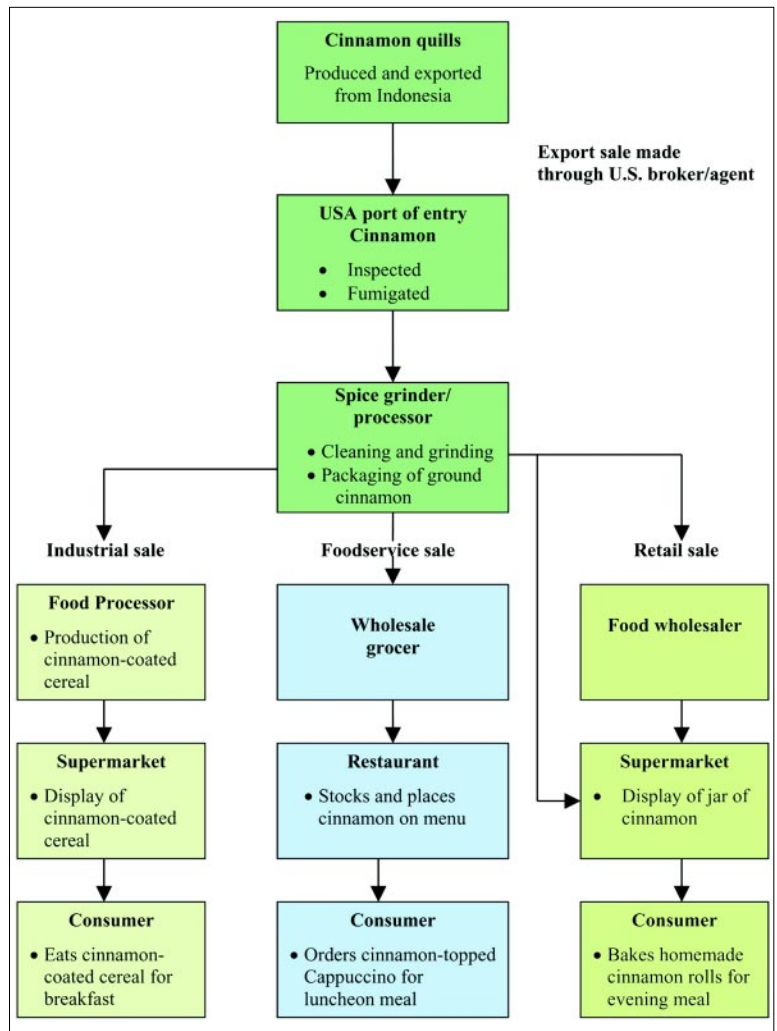 Cinnamon quills
Produced and exported
from Indonesia
Export sale made
through U.S. broker/agent
USA port of entry
Cinnamon
• Inspected
• Fumigated
Spice grinder/
processor
• Cleaning and grinding
• Packaging of ground
cinnamon
Industrial sale
Foodservice sale
Retail sale
Food Processor
• Production of
cinnamon-coated
cereal
Wholesale
grocer
Food wholesaler
Supermarket
• Display of
cinnamon-coated
cereal
Restaurant
• Stocks and places
cinnamon on menu
Supermarket
• Display of jar of
cinnamon
Consumer
• Eats cinnamon-
coated cereal for
breakfast
Consumer
• Orders cinnamon-topped
Cappuccino for
luncheon meal
Consumer
• Bakes homemade
cinnamon rolls for
evening meal